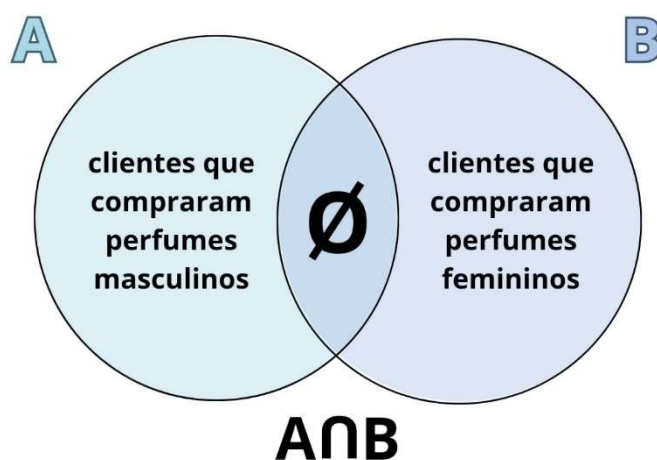 A
B
clientes que
compraram
perfumes
masculinos
Ø
clientes que
compraram
perfumes
femininos
A∩B